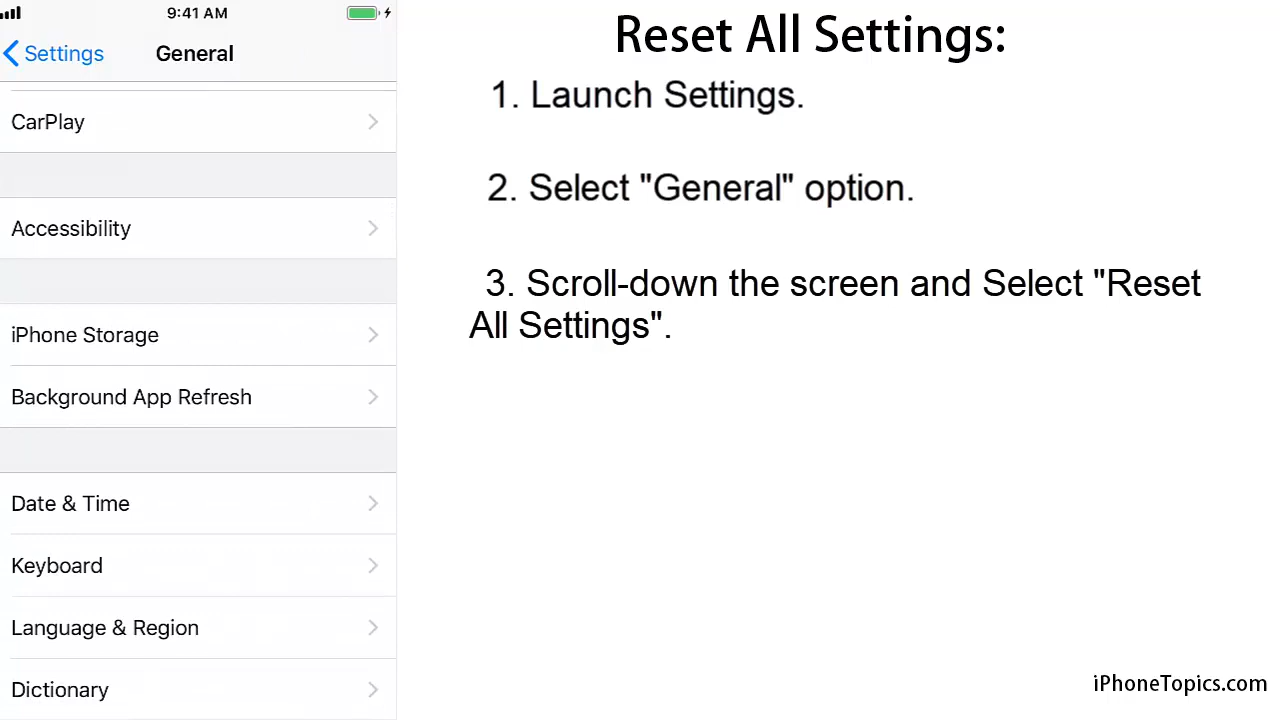 9:41 AM
Settings
General
CarPlay
Accessibility
iPhone Storage
Background App Refresh
Date & Time
Keyboard
Language & Region
Dictionary
Reset All Settings:
1. Launch Settings.
2. Select "General" option.
3. Scroll-down the screen and Select "Reset
All Settings".
iPhoneTopics.com